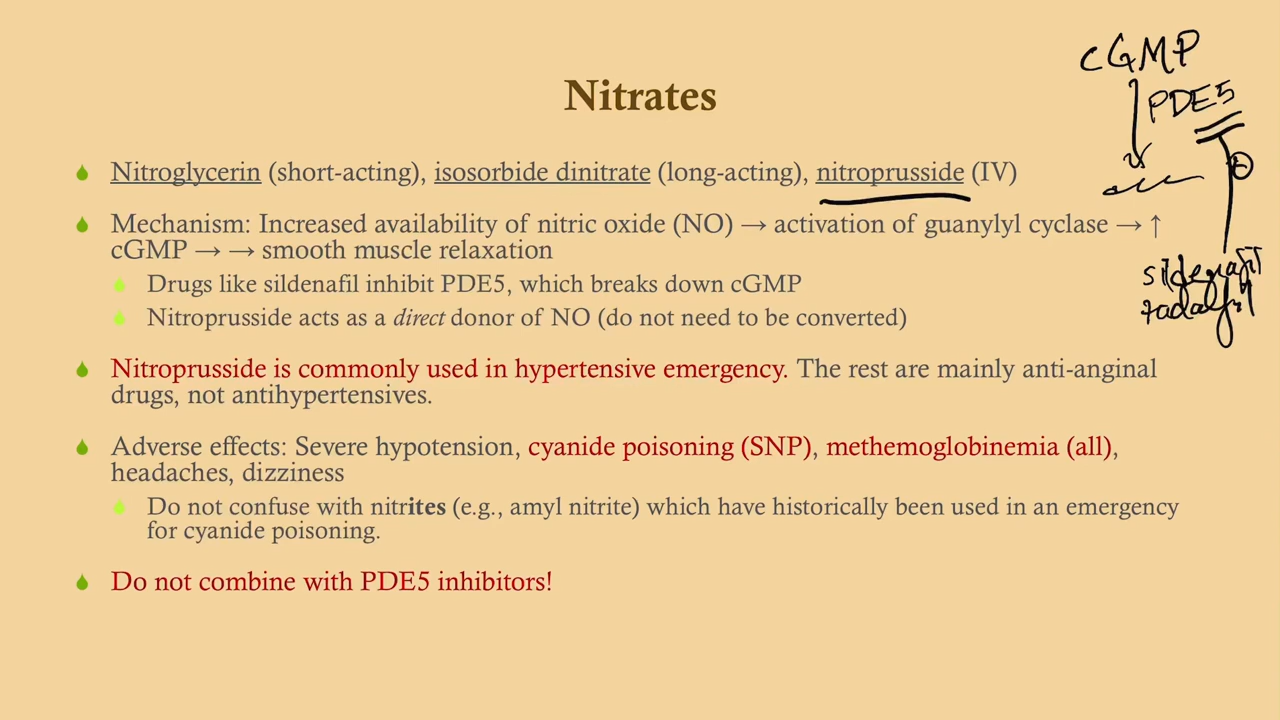 Nitrates
Nitroglycerin (short-acting), isosorbide dinitrate (long-acting), nitroprusside (IV)
Mechanism: Increased availability of nitric oxide (NO) → activation of guanylyl cyclase → ↑
cGMP → → smooth muscle relaxation
Drugs like sildenafil inhibit PDE5, which breaks down cGMP
Nitroprusside acts as a direct donor of NO (do not need to be converted)
Nitroprusside is commonly used in hypertensive emergency. The rest are mainly anti-anginal
drugs, not antihypertensives.
Adverse effects: Severe hypotension, cyanide poisoning (SNP), methemoglobinemia (all),
headaches, dizziness
Do not confuse with nitrites (e.g., amyl nitrite) which have historically been used in an emergency
for cyanide poisoning.
Do not combine with PDE5 inhibitors!
cGMP
PDE5
sildenafil
tadalafil